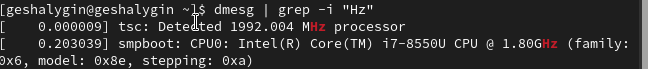 [geshalygin@geshalygin ~]$ dmesg | grep -i "Hz"
[    0.000009] tsc: Detected 1992.004 MHz processor
[    0.203039] smpboot: CPU0: Intel(R) Core(TM) i7-8550U CPU @ 1.80GHz (family:
0x6, model: 0x8e, stepping: 0xa)